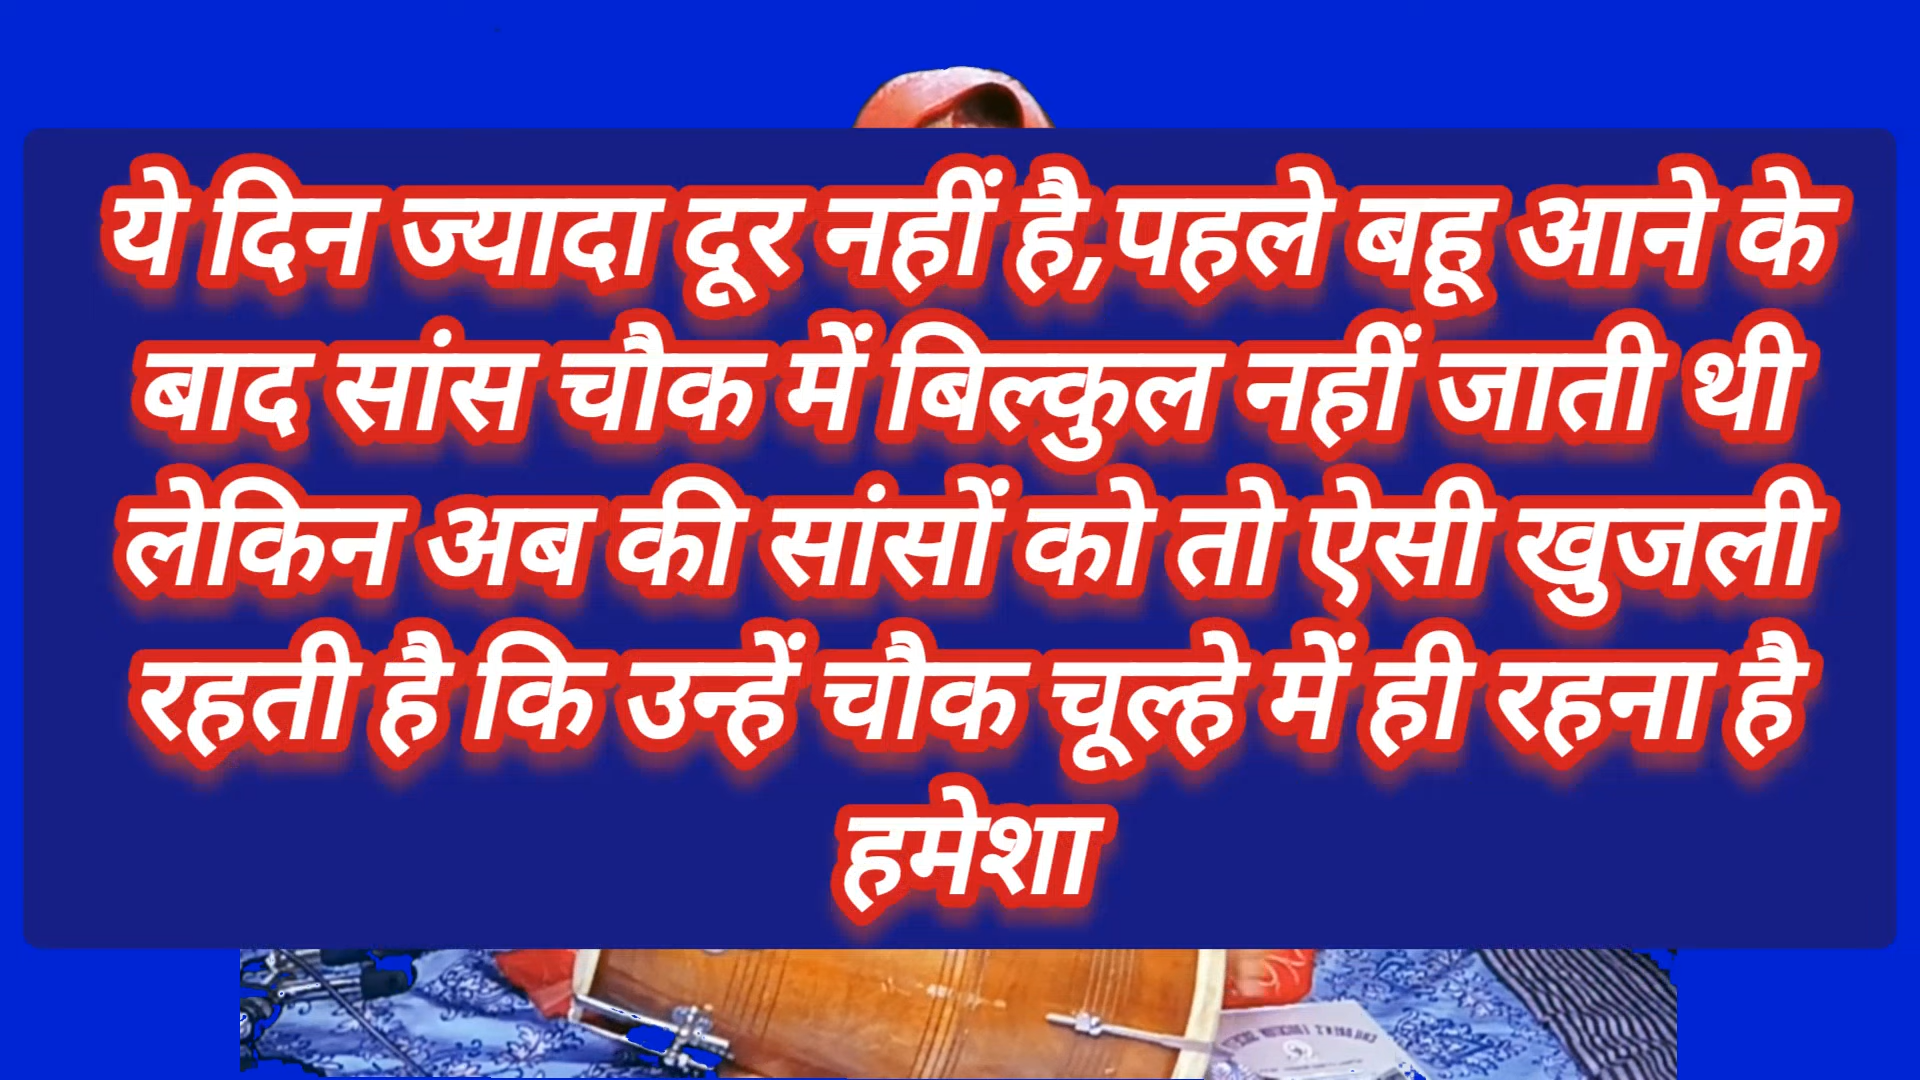 ये दिन ज्यादा दूर नहीं है,पहले बहू आने के
बाद सांस चौक में बिल्कुल नहीं जाती थी
लेकिन अब की सांसों को तो ऐसी खुजली
रहती है कि उन्हें चौक चूल्हे में ही रहना है
हमेशा